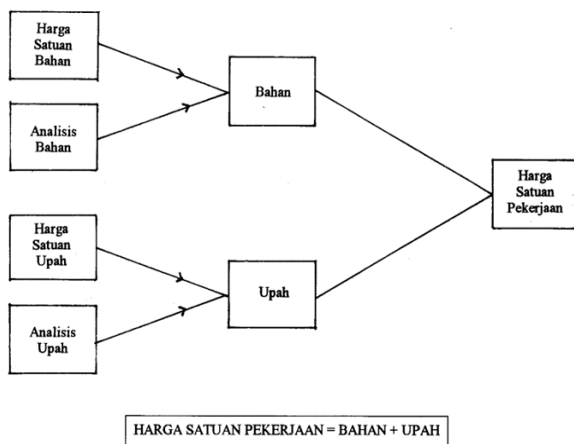 Harga
Satuan
Bahan
Analisis
Bahan
Bahan
Harga
Satuan
Upah
Analisis
Upah
Upah
Harga
Satuan
Pekerjaan
HARGA SATUAN PEKERJAAN = BAHAN + UPAH